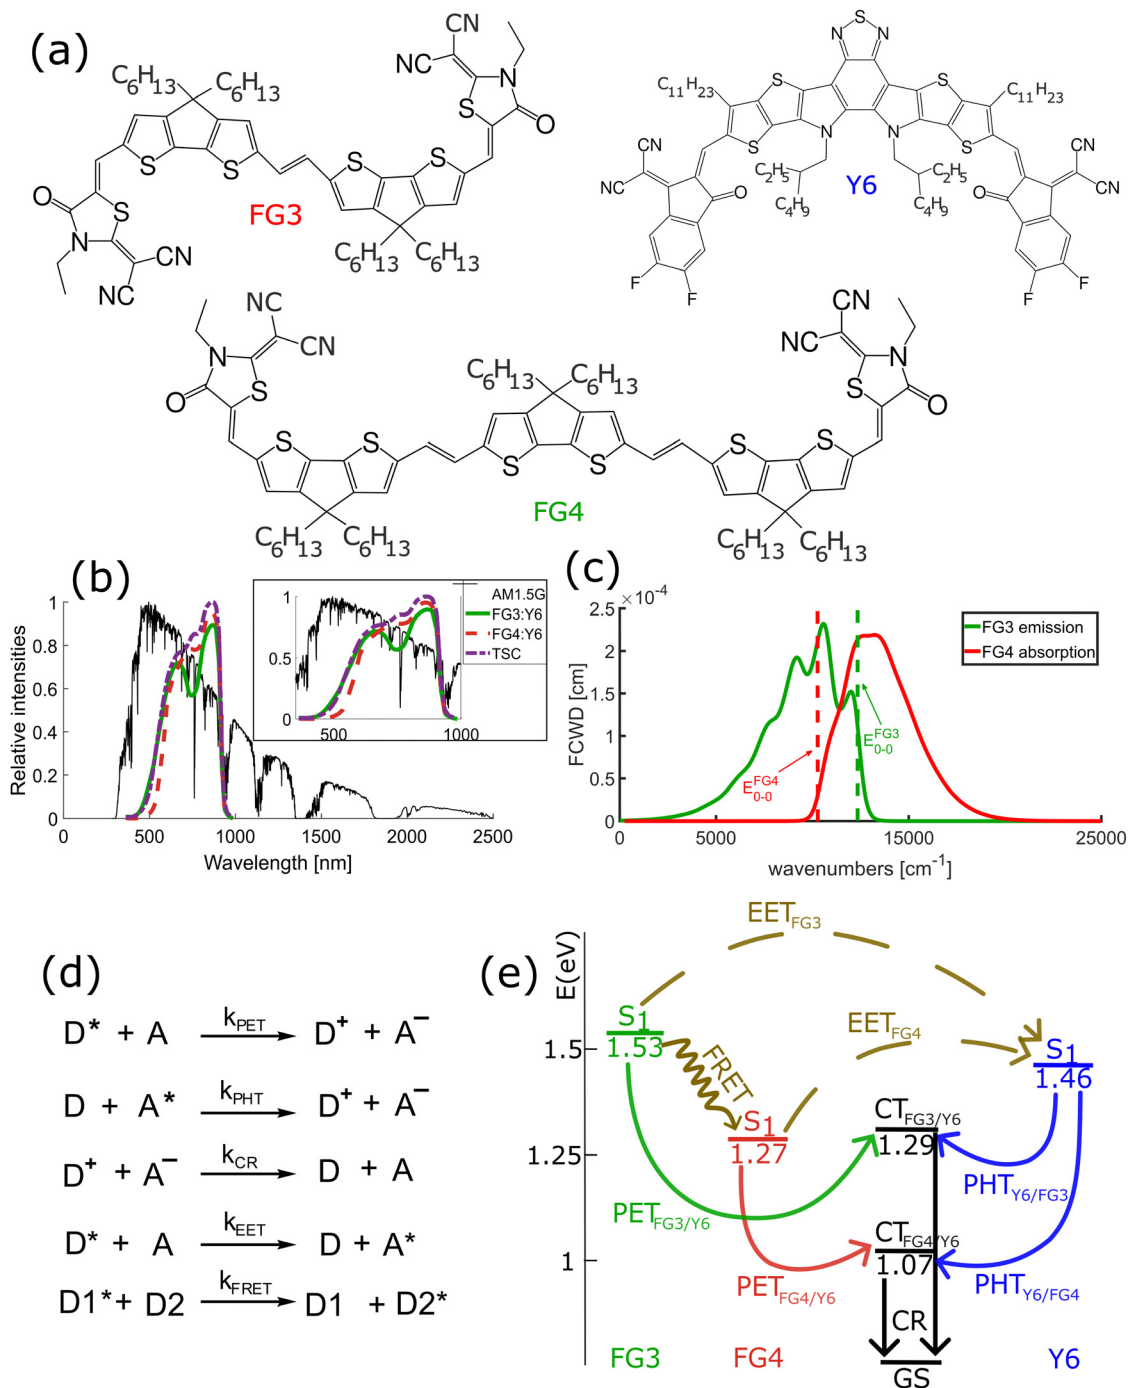 (a)
CN
NC
N
S
O
C6H13 C6H13
S S
S S
O
S
N
CN
NC
FG3
C6H13 C6H13
S
N N
S S
C11H23
C11H23
S N N S
CN
NC
O
C2H5
C4H9
Y6
C2H5
C4H9
O
CN
CN
F F
F F
NC
CN
N
O
S
CN
NC
N
S
O
C6H13 C6H13
S S
S S
S S
C6H13 C6H13
FG4
C6H13 C6H13
(b)
Relative intensities
1
0.8
0.6
0.4
0.2
0
0 500 1000 1500 2000 2500
Wavelength [nm]
1
0.5
0
500 1000
AM1.5G
FG3:Y6
FG4:Y6
TSC
(c)
×10-4
FCWD [cm]
2.5
2
1.5
1
0.5
0
5000 15000 25000
wavenumbers [cm-1]
FG3 emission
FG4 absorption
E0-0FG3
E0-0FG4
(d)
D* + A kPET D+ + A−
D + A* kPHT D+ + A−
D+ + A− kCR D + A
D* + A kEET D + A*
D1*+ D2 kFRET D1 + D2*
(e)
E(eV)
1.5
1.25
1
EETFG3
S1
1.53
FRET
EETFG4
S1
1.46
S1
1.27
CTFG3/Y6
1.29
PETFG3/Y6
PHTY6/FG3
CTFG4/Y6
1.07
PETFG4/Y6
PHTY6/FG4
CR
GS
FG3 FG4 Y6